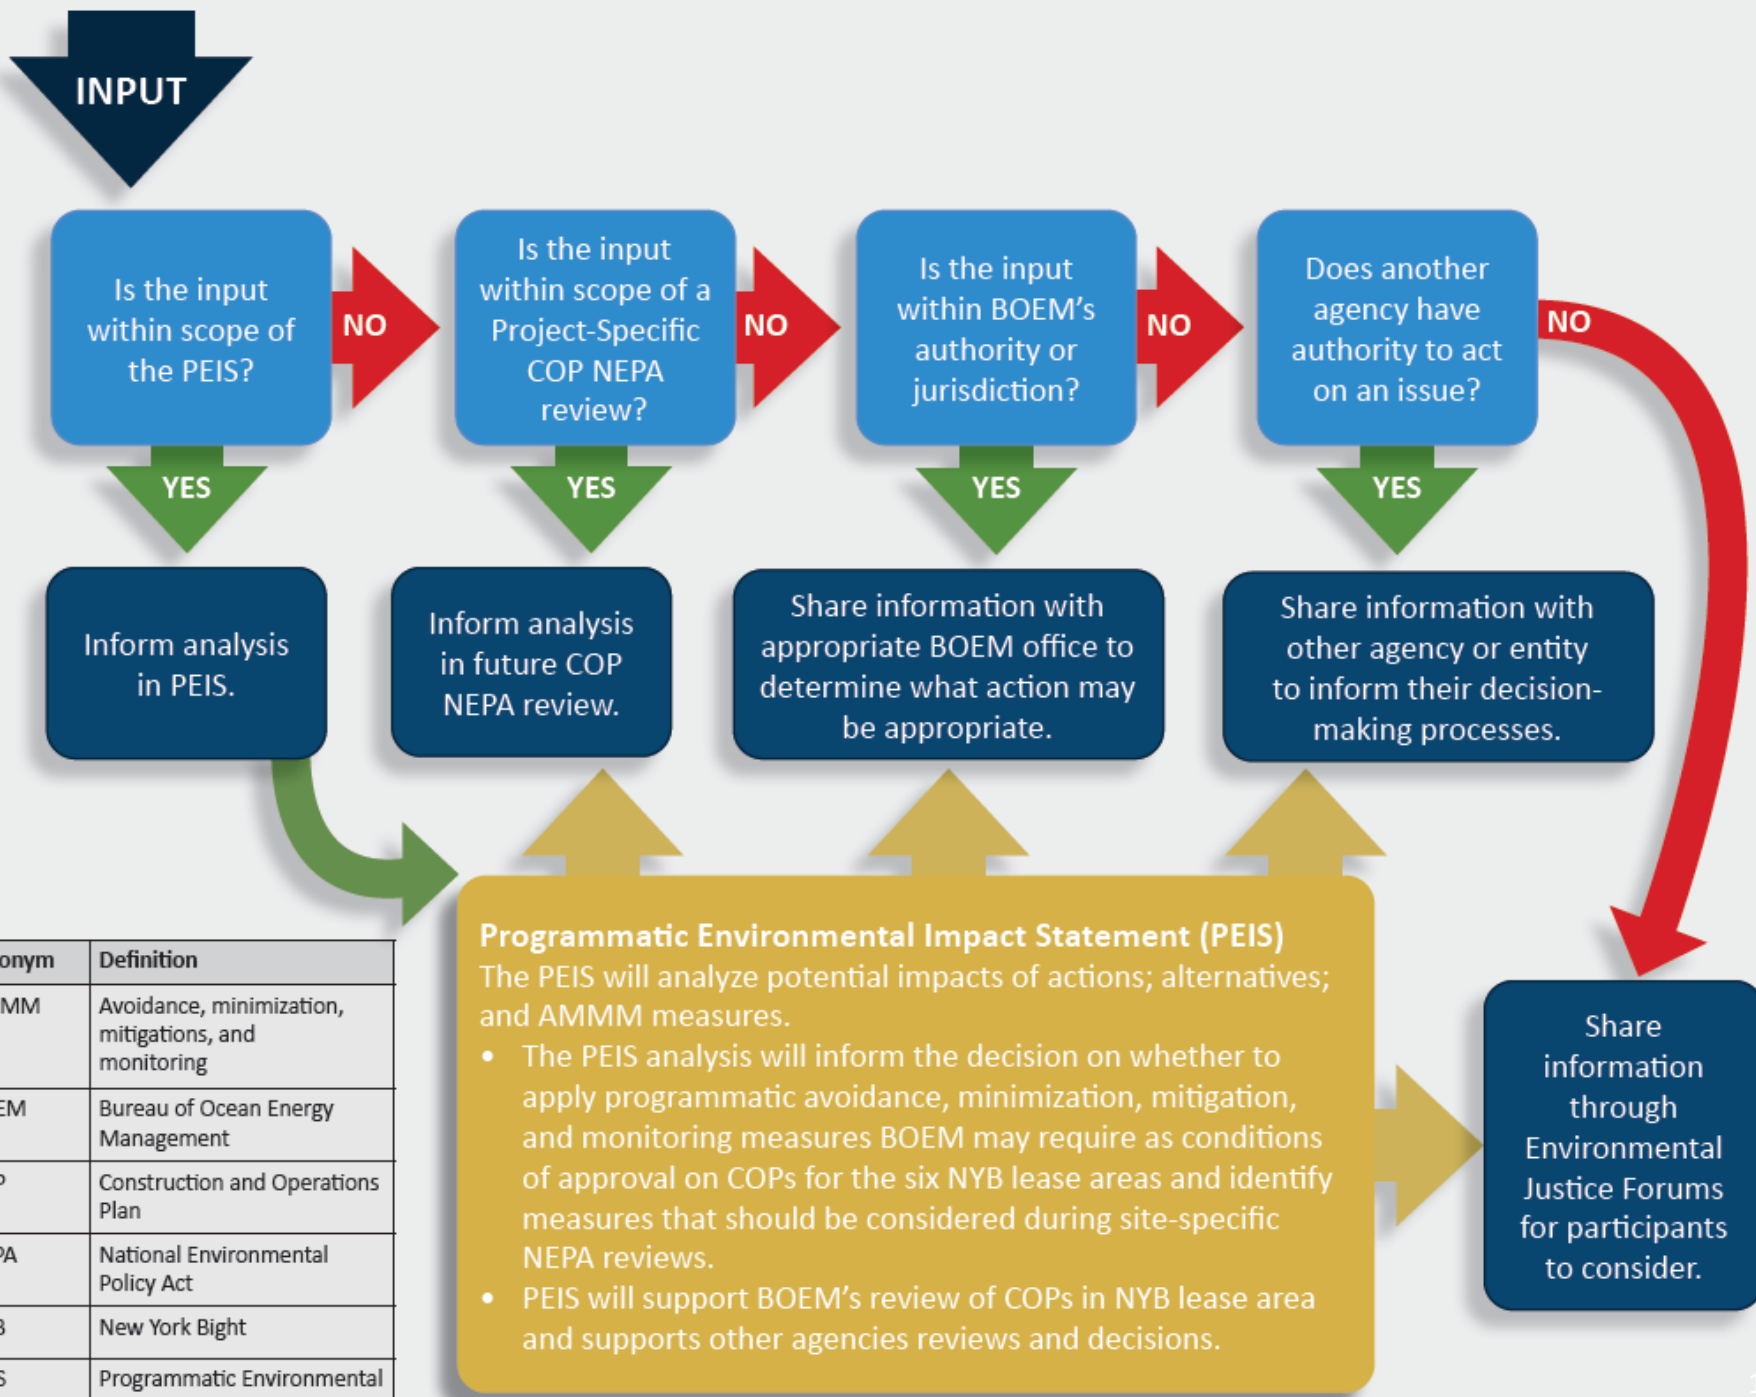 INPUT
Is the input
within scope of
the PEIS?
NO
Is the input
within scope of a
Project-Specific
COP NEPA
review?
NO
Is the input
within BOEM's
authority or
jurisdiction?
NO
Does another
agency have
authority to act
on an issue?
NO
YES
YES
YES
YES
Inform analysis
in PEIS.
Inform analysis
in future COP
NEPA review.
Share information with
appropriate BOEM office to
determine what action may
be appropriate.
Share information with
other agency or entity
to inform their decision-
making processes.
Programmatic Environmental Impact Statement (PEIS)
The PEIS will analyze potential impacts of actions; alternatives;
and AMMM measures.
• The PEIS analysis will inform the decision on whether to
apply programmatic avoidance, minimization, mitigation,
and monitoring measures BOEM may require as conditions
of approval on COPs for the six NYB lease areas and identify
measures that should be considered during site-specific
NEPA reviews.
• PEIS will support BOEM's review of COPs in NYB lease area
and supports other agencies reviews and decisions.
Share
information
through
Environmental
Justice Forums
for participants
to consider.
onym Definition
MM Avoidance, minimization,
mitigations, and
monitoring
EM Bureau of Ocean Energy
Management
P Construction and Operations
Plan
PA National Environmental
Policy Act
B New York Bight
S Programmatic Environmental